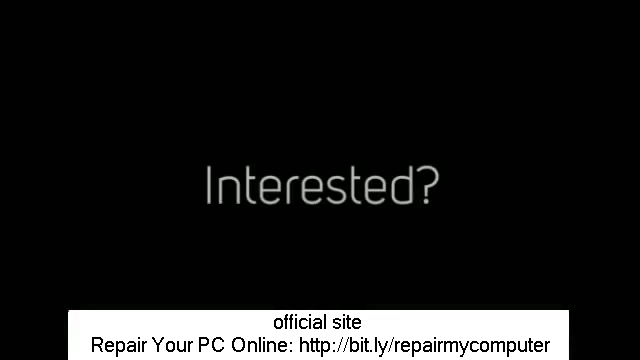 Interested?
official site
Repair Your PC Online: http://bit.ly/repairmycomputer